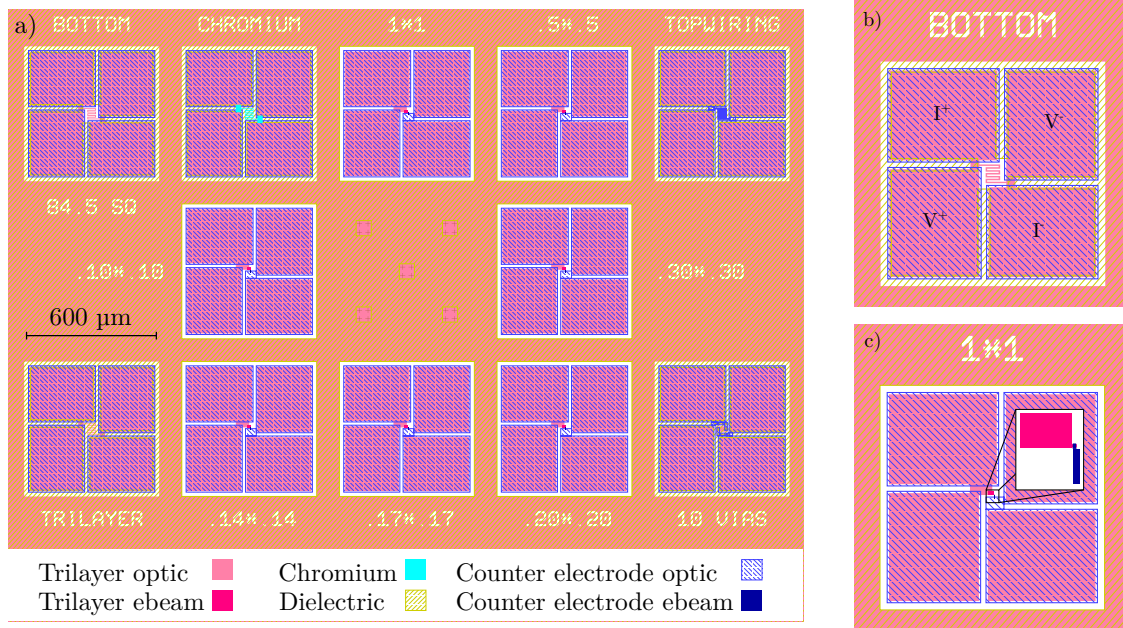 a)
BOTTOM CHROMIUM 1*1 .5*.5 TOPWIRING
84.5 SQ
.10*.10 .30*.30
600 µm
TRILAYER .14*.14 .17*.17 .20*.20 10 VIAS
Trilayer optic Chromium Counter electrode optic
Trilayer ebeam Dielectric Counter electrode ebeam
b)
BOTTOM
I⁺ V⁻
V⁺ I⁻
c)
1*1